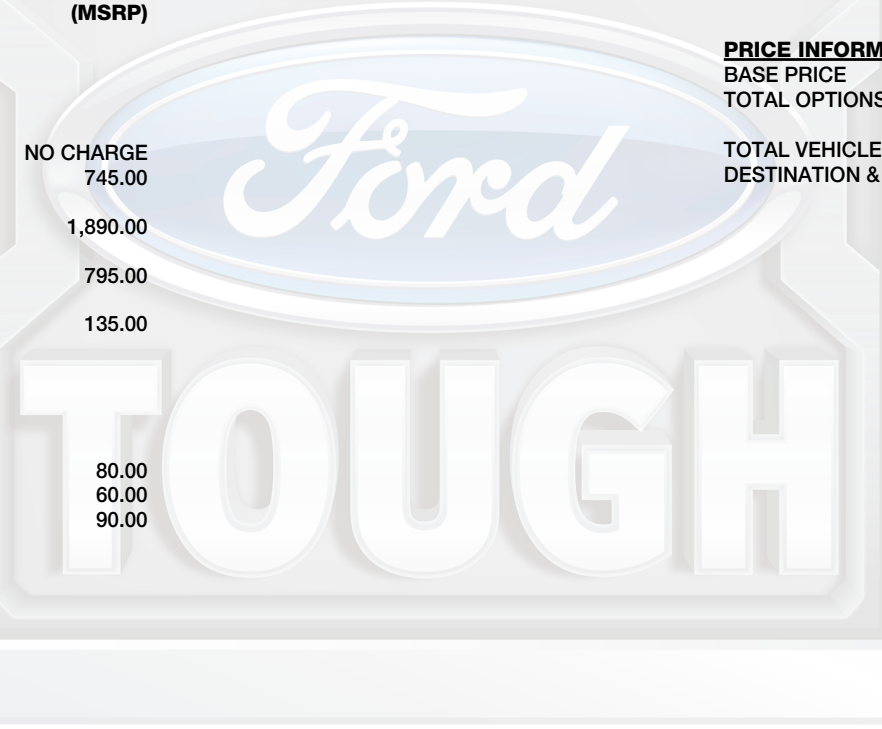 (MSRP)
NO CHARGE
745.00
1,890.00
795.00
135.00
80.00
60.00
90.00
PRICE INFORM
BASE PRICE
TOTAL OPTIONS
TOTAL VEHICLE
DESTINATION &
Ford
TOUGH